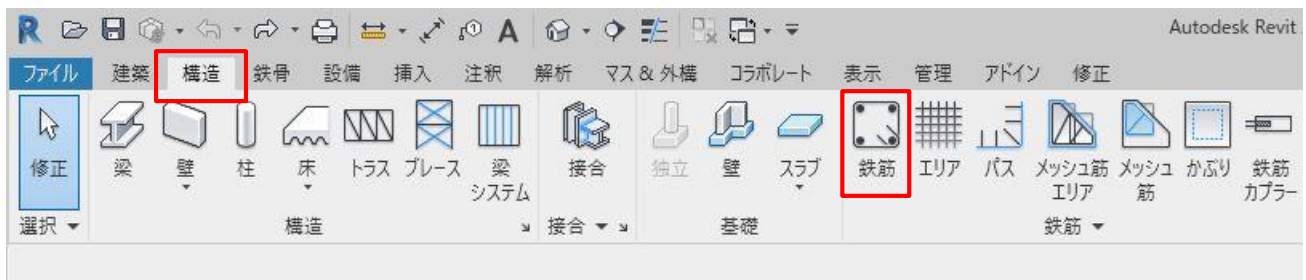 Autodesk Revit
ファイル 建築 構造 鉄骨 設備 挿入 注釈 解析 マス & 外構 コラボレート 表示 管理 アドイン 修正
修正 梁 壁 柱 床 トラス ブレース 梁 接合 独立 壁 スラブ 鉄筋 エリア パス メッシュ筋 メッシュ かぶり 鉄筋
システム エリア 筋 カプラー
選択 構造 接合 基礎 鉄筋